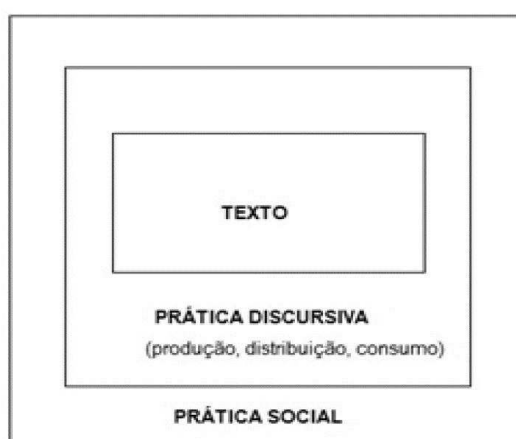 TEXTO
PRÁTICA DISCURSIVA
(produção, distribuição, consumo)
PRÁTICA SOCIAL